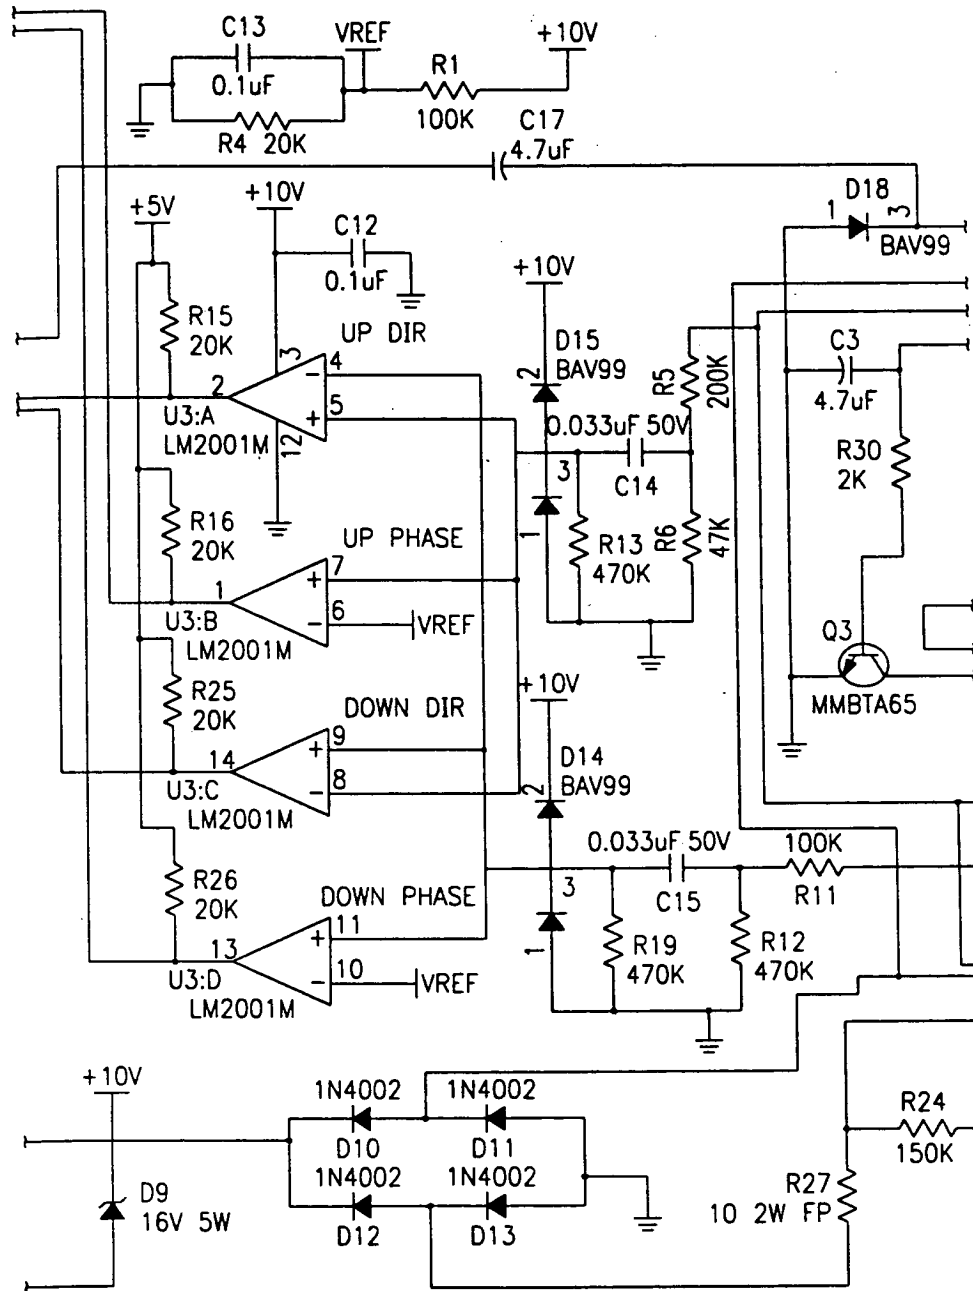 C13
0.1uF
R4 20K
VREF
R1
100K
+10V
C17
4.7uF
D18
1
3
BAV99
+5V
+10V
C12
0.1uF
+10V
R15
20K
UP DIR
3
4
2
5
12
U3:A
LM2001M
D15
BAV99
2
R5
200K
0.033uF 50V
C14
3
1
C3
4.7uF
R30
2K
R16
20K
UP PHASE
7
1
6
VREF
U3:B
LM2001M
R13
470K
R6
47K
Q3
MMBTA65
R25
20K
DOWN DIR
9
14
8
U3:C
LM2001M
+10V
D14
BAV99
2
0.033uF 50V
C15
3
1
100K
R11
R26
20K
DOWN PHASE
11
13
10
VREF
U3:D
LM2001M
R19
470K
R12
470K
+10V
D9
16V 5W
1N4002
D10
1N4002
D11
1N4002
D12
1N4002
D13
R24
150K
R27
10 2W FP